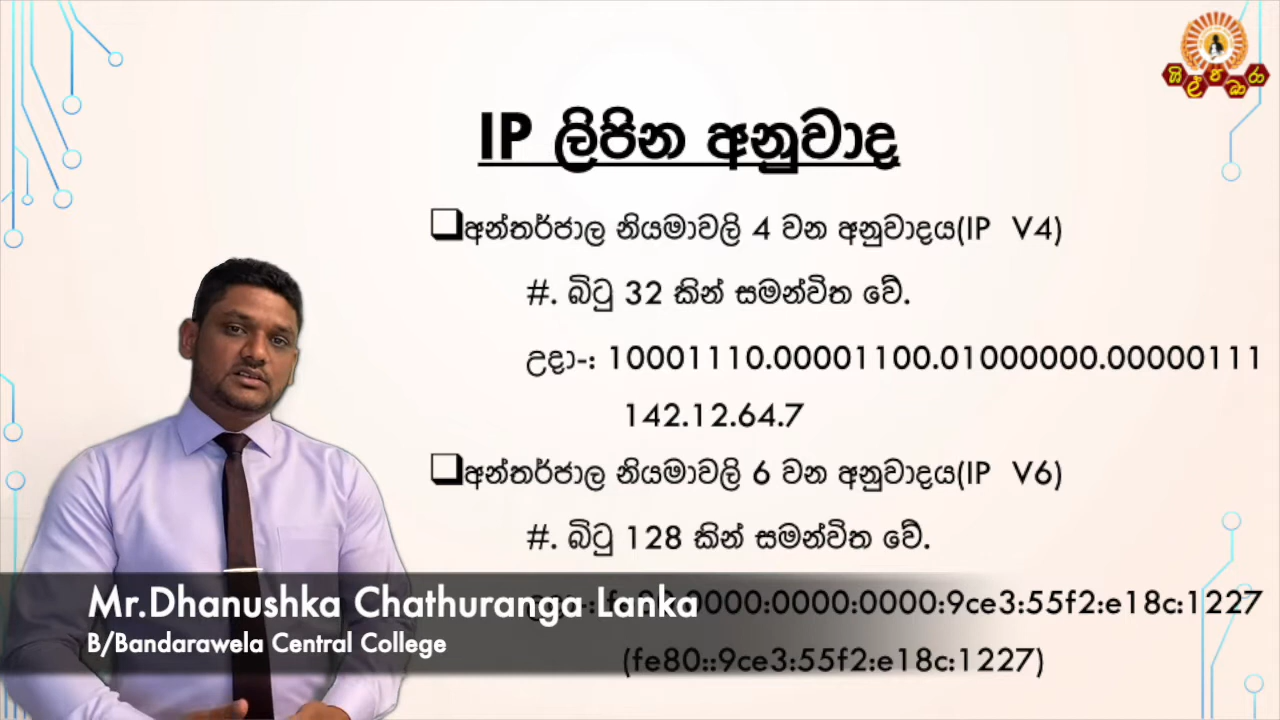 ශිල්ප බාරා
IP ලිපින අනුවාද
❑අන්තර්ජාල නියමාවලි 4 වන අනුවාදය(IP V4)
#. බිටු 32 කින් සමන්විත වේ.
උදා-: 10001110.00001100.01000000.00000111
142.12.64.7
❑අන්තර්ජාල නියමාවලි 6 වන අනුවාදය(IP V6)
#. බිටු 128 කින් සමන්විත වේ.
:0000:0000:9ce3:55f2:e18c:1227
Mr.Dhanushka Chathuranga Lanka
B/Bandarawela Central College
(fe80::9ce3:55f2:e18c:1227)